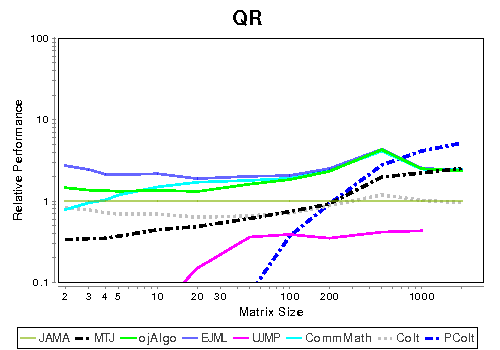 QR
100
10
1
0.1
Relative Performance
2 3 4 5 10 20 30 100 200 1000
Matrix Size
JAMA MTJ ojAlgo EJML UJMP CommMath Colt PColt